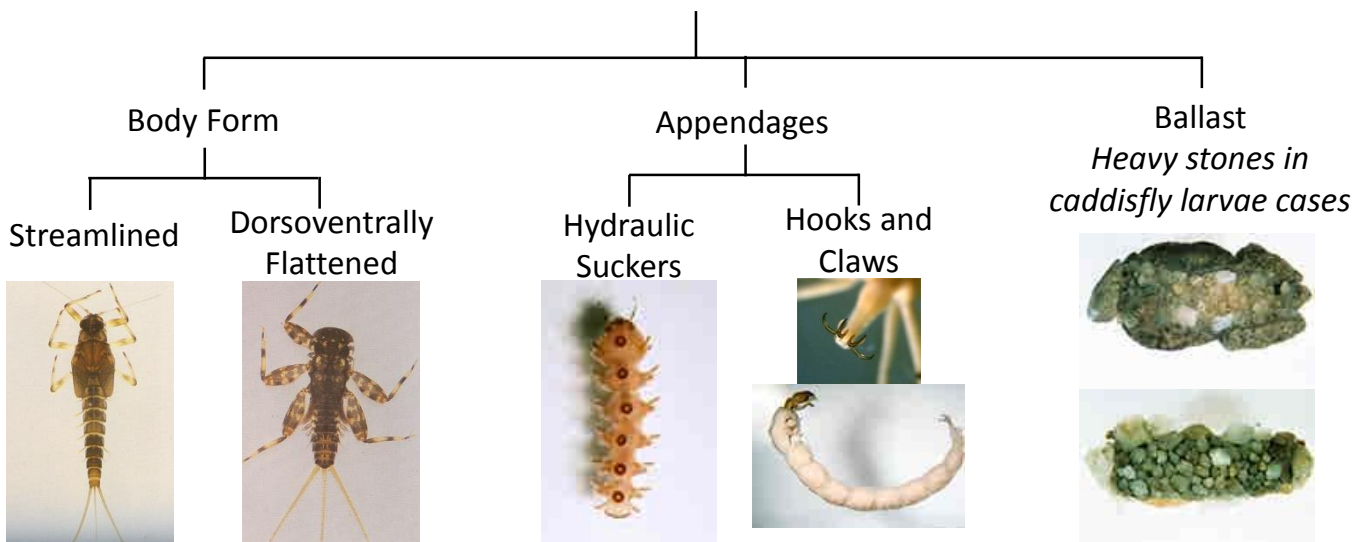 Body Form
Appendages
Ballast
Heavy stones in
caddisfly larvae cases
Streamlined
Dorsoventrally
Flattened
Hydraulic
Suckers
Hooks and
Claws